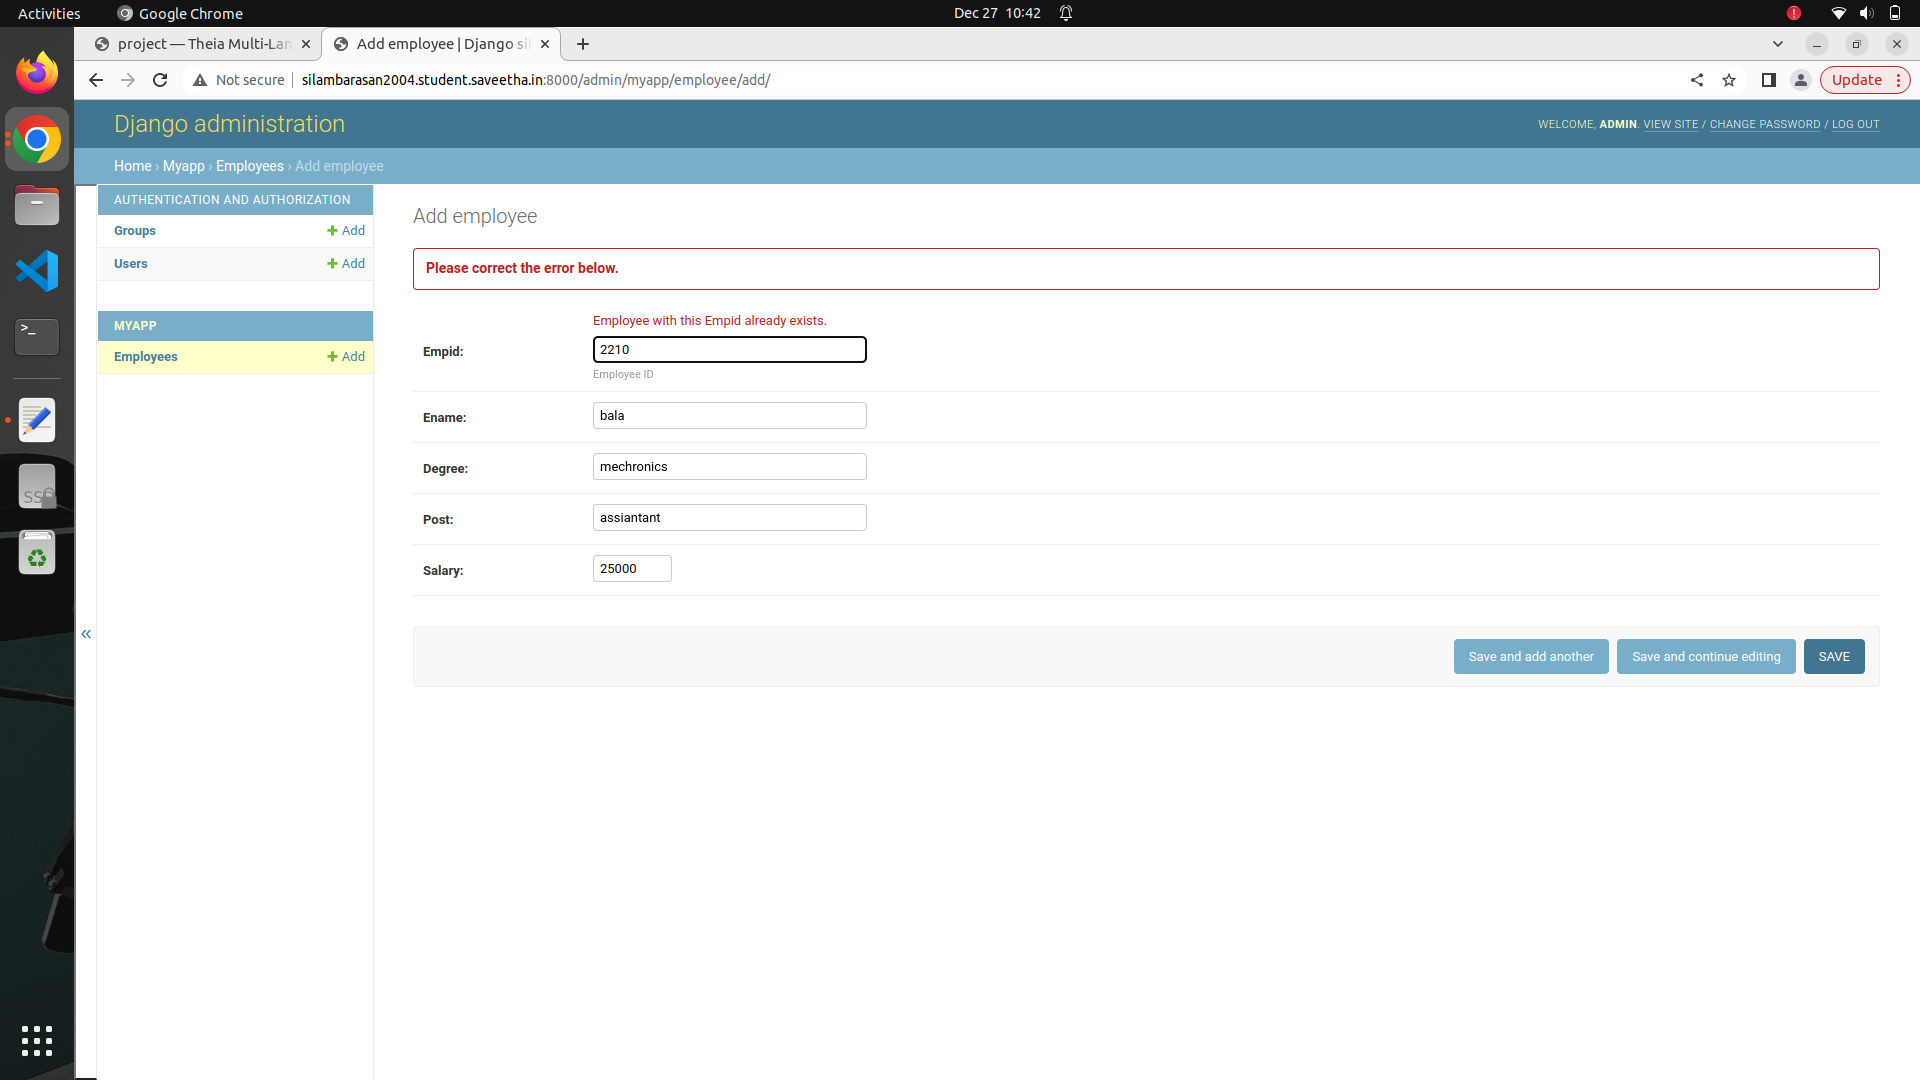 Activities
Google Chrome
Dec 27 10:42
project — Theia Multi-Lan
Add employee | Django si
Not secure
silambarasan2004.student.saveetha.in:8000/admin/myapp/employee/add/
Update
Django administration
WELCOME, ADMIN. VIEW SITE / CHANGE PASSWORD / LOG OUT
Home › Myapp › Employees › Add employee
AUTHENTICATION AND AUTHORIZATION
Groups
+ Add
Users
+ Add
MYAPP
Employees
+ Add
«
Add employee
Please correct the error below.
Employee with this Empid already exists.
Empid:
2210
Employee ID
Ename:
bala
Degree:
mechronics
Post:
assiantant
Salary:
25000
Save and add another
Save and continue editing
SAVE
>_
SS